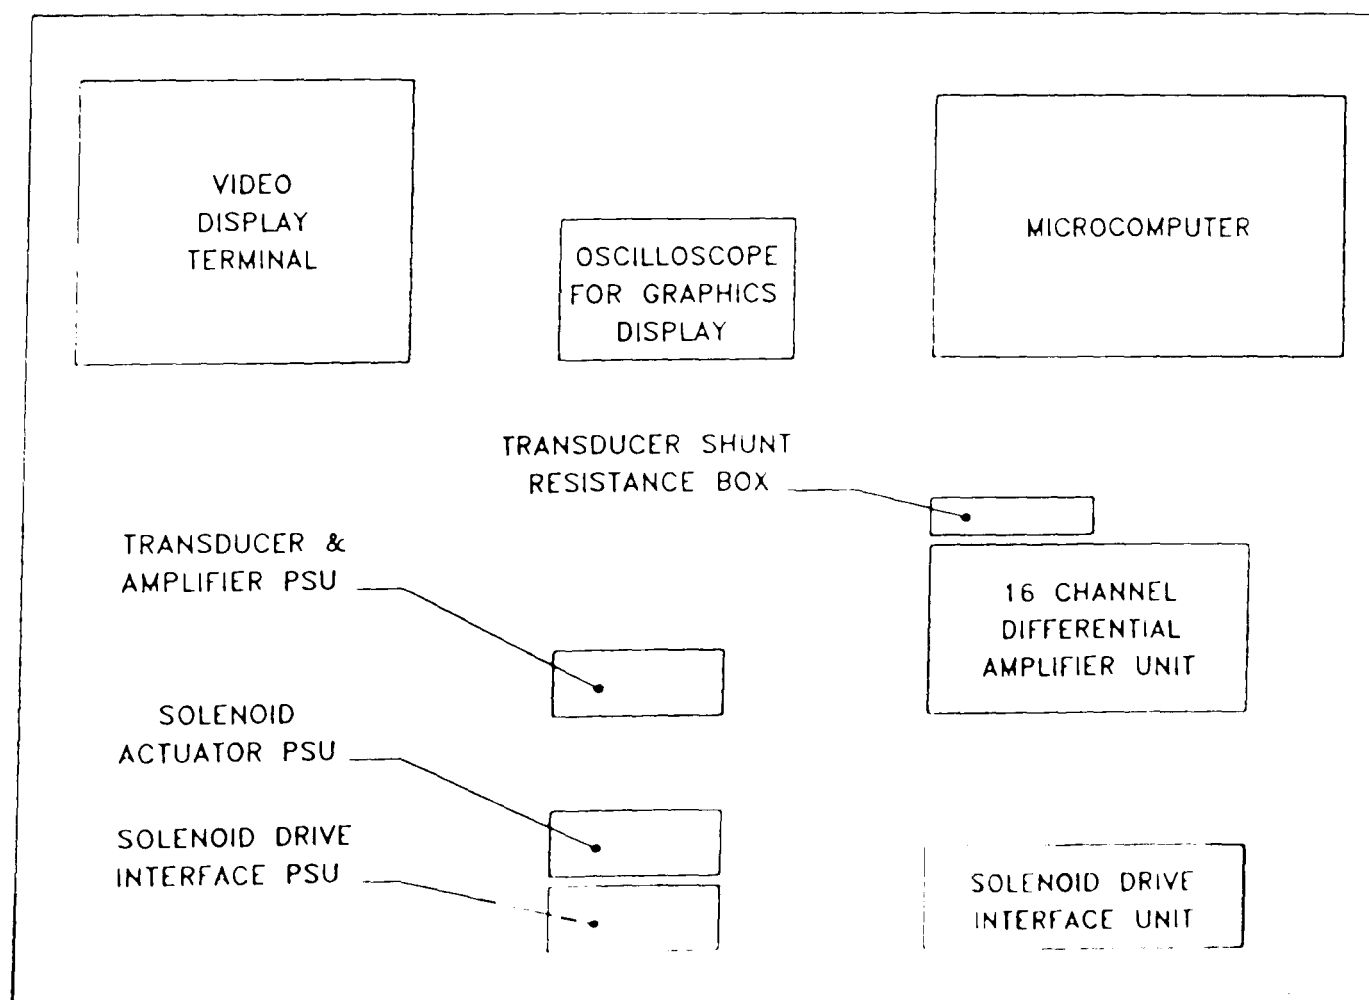 VIDEO
DISPLAY
TERMINAL
OSCILLOSCOPE
FOR GRAPHICS
DISPLAY
MICROCOMPUTER
TRANSDUCER SHUNT
RESISTANCE BOX
TRANSDUCER &
AMPLIFIER PSU
16 CHANNEL
DIFFERENTIAL
AMPLIFIER UNIT
SOLENOID
ACTUATOR PSU
SOLENOID DRIVE
INTERFACE PSU
SOLENOID DRIVE
INTERFACE UNIT